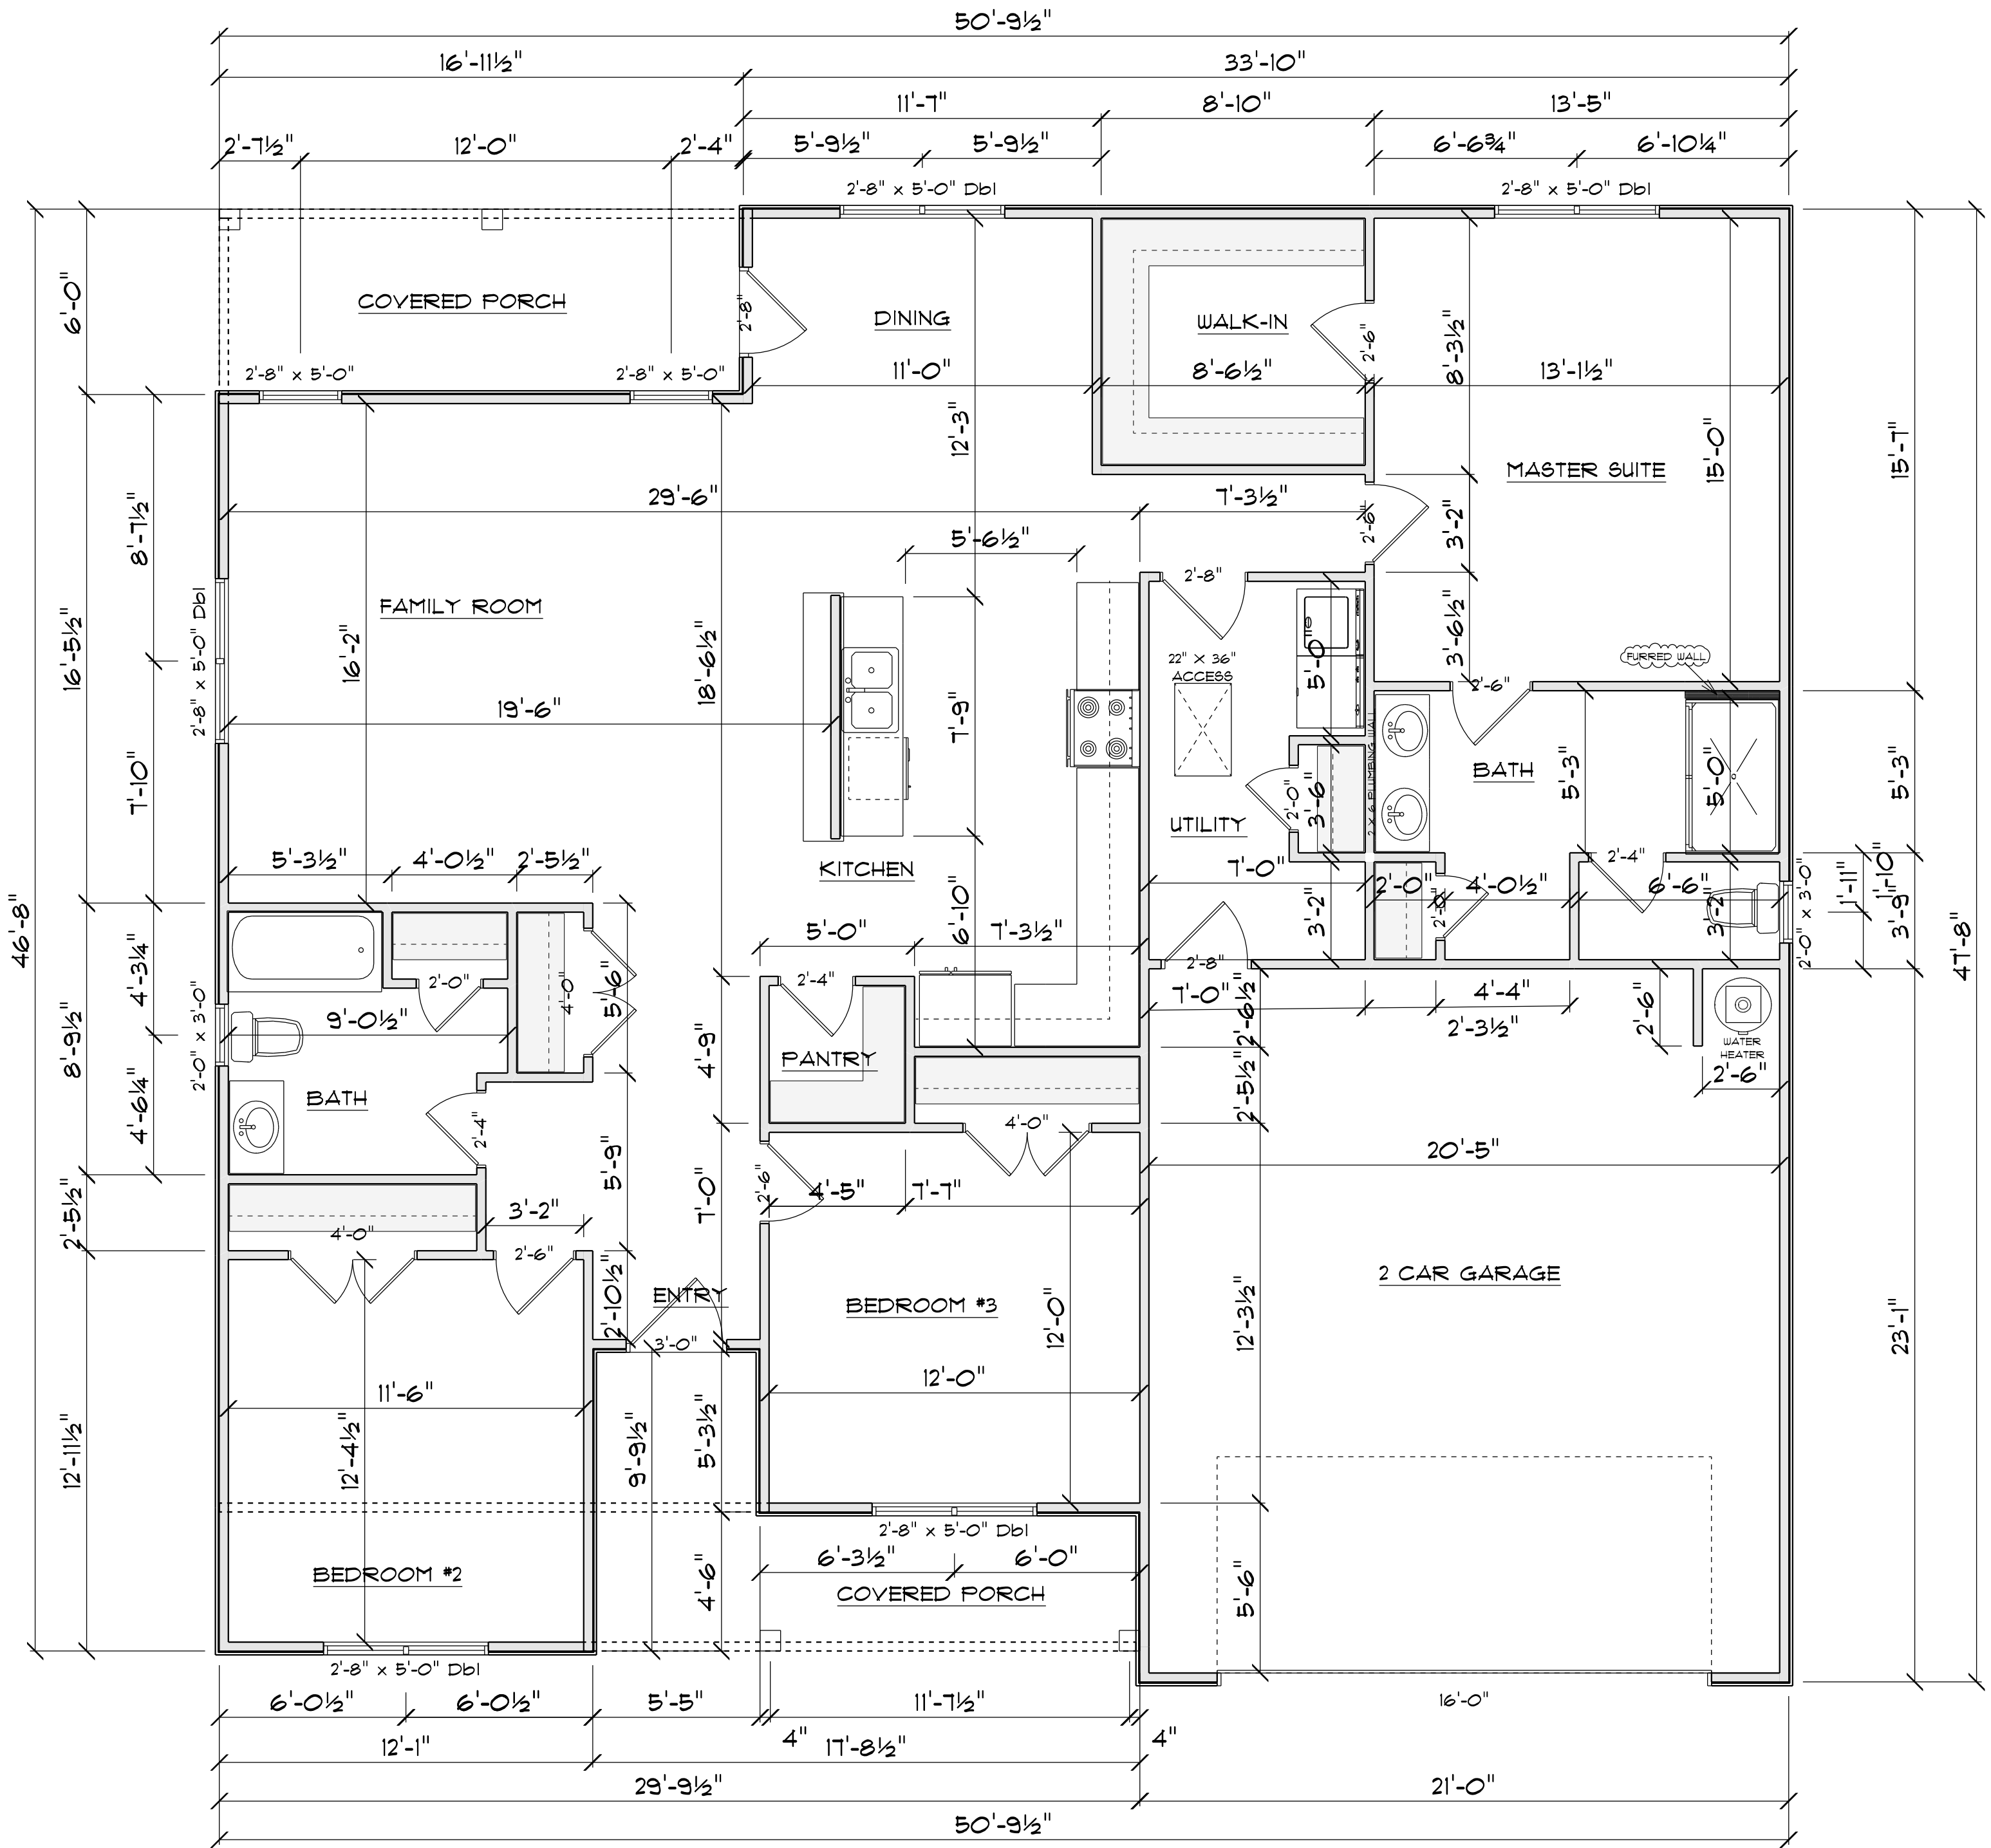 50'-9½"
16'-11½" 33'-10"
11'-7" 8'-10" 13'-5"
2'-7½" 12'-0" 2'-4" 5'-9½" 5'-9½" 6'-6¾" 6'-10¼"
2'-8" x 5'-0" Dbl 2'-8" x 5'-0" Dbl
6'-0"
COVERED PORCH
2'-8"
DINING
WALK-IN
2'-6"
8'-3½"
2'-8" x 5'-0" 2'-8" x 5'-0"
11'-0" 8'-6½" 13'-1½"
12'-3"
15'-0"
15'-7"
MASTER SUITE
29'-6" 7'-3½"
2'-6"
3'-2"
8'-7½"
5'-6½"
2'-8"
FAMILY ROOM
16'-5½"
2'-8" x 5'-0" Dbl
16'-2"
18'-6½"
3'-6½"
5'-0"
22" X 36"
ACCESS
FURRED WALL
2'-6"
19'-6"
7'-9"
7'-10"
2 X 6 PLUMBING WALL
BATH
5'-3"
5'-0"
5'-3"
2'-0"
3'-6"
UTILITY
5'-3½" 4'-0½" 2'-5½"
KITCHEN
2'-4"
7'-0" 2'-0" 4'-0½" 6'-6"
1'-11"
1'-10"
2'-0"
3'-2"
3'-2"
2'-0" x 3'-0"
3'-9"
46'-8"
47'-8"
6'-10"
5'-0" 7'-3½"
2'-8"
4'-3¼"
2'-0"
4'-0"
5'-6"
2'-4"
7'-0" 4'-4"
2'-3½"
2'-6½"
2'-6"
9'-0½"
2'-0" x 3'-0"
8'-9½"
4'-9"
PANTRY
WATER
HEATER
2'-6"
BATH
4'-6¼"
2'-4"
2'-5½"
4'-0"
20'-5"
5'-9"
7'-0"
2'-6"
4'-5" 7'-7"
2'-5½"
3'-2"
4'-0"
2'-6"
2 CAR GARAGE
ENTRY
2'-10½"
BEDROOM #3
12'-0"
12'-3½"
23'-1"
3'-0"
12'-0"
11'-6"
12'-11½"
12'-4½"
9'-9½"
5'-3½"
2'-8" x 5'-0" Dbl
6'-3½" 6'-0"
BEDROOM #2
COVERED PORCH
4'-6"
5'-6"
2'-8" x 5'-0" Dbl
6'-0½" 6'-0½" 5'-5" 11'-7½" 16'-0"
4" 4"
12'-1" 17'-8½"
29'-9½" 21'-0"
50'-9½"